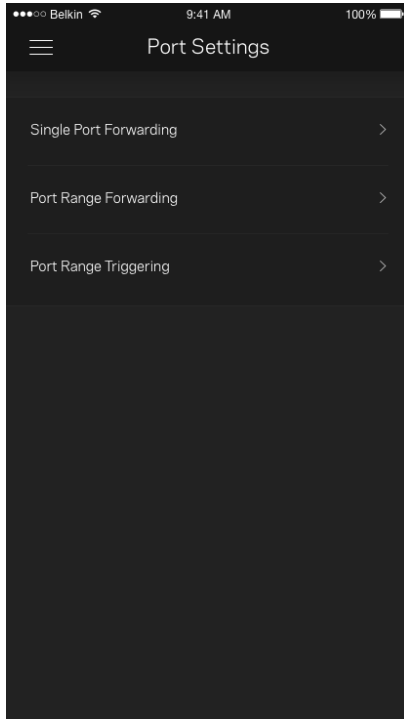 Belkin 9:41 AM 100%
Port Settings
Single Port Forwarding
Port Range Forwarding
Port Range Triggering